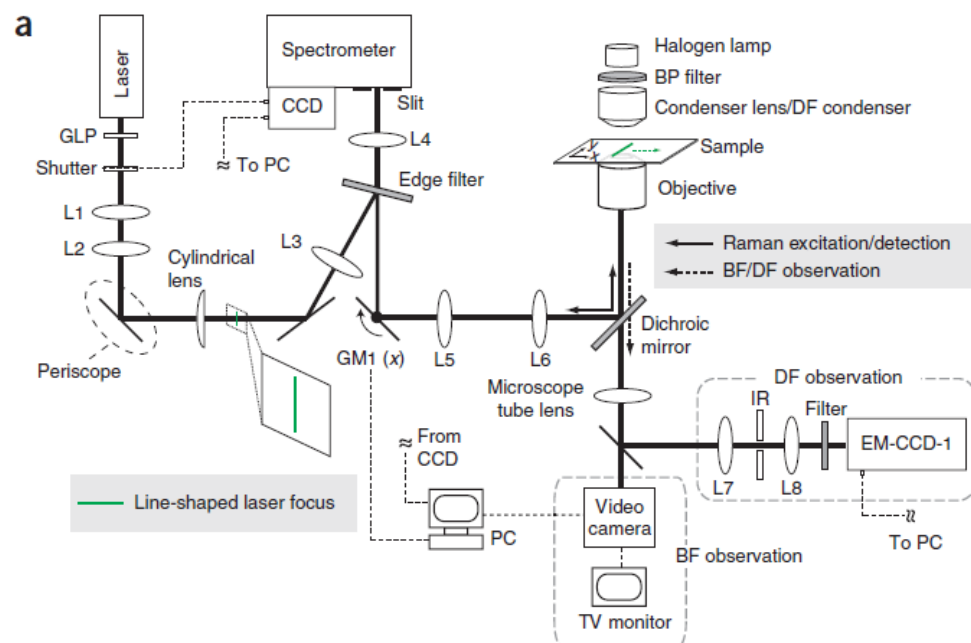 a
Laser
GLP
Shutter
L1
L2
Periscope
Cylindrical
lens
Spectrometer
CCD
Slit
To PC
L4
Edge filter
L3
GM1 (x)
L5
L6
Halogen lamp
BP filter
Condenser lens/DF condenser
y
x
Sample
Objective
Raman excitation/detection
BF/DF observation
Dichroic
mirror
Microscope
tube lens
DF observation
IR
Filter
EM-CCD-1
L7
L8
To PC
From
CCD
PC
Video
camera
BF observation
TV monitor
Line-shaped laser focus